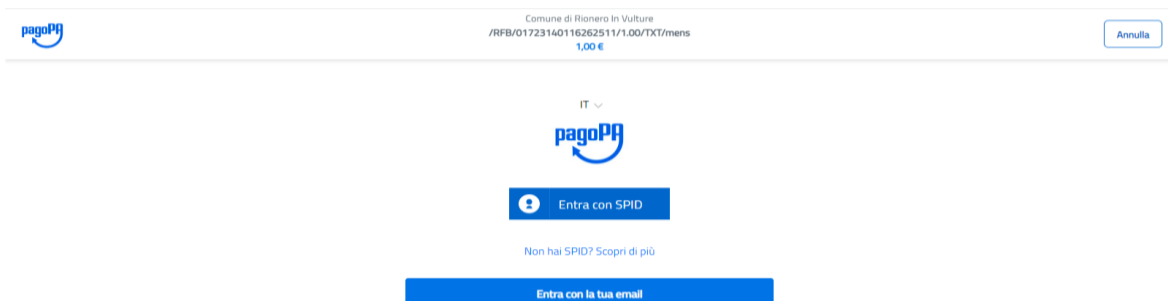 pagoPA
Comune di Rionero In Vulture
/RFB/01723140116262511/1.00/TXT/mens
1,00 €
Annulla
IT
pagoPA
Entra con SPID
Non hai SPID? Scopri di più
Entra con la tua email